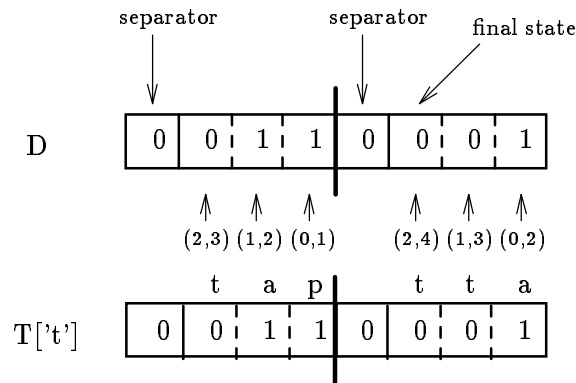 separator separator
final state
D 0 0 1 1 0 0 0 1
(2,3) (1,2) (0,1) (2,4) (1,3) (0,2)
t a p t t a
T['t'] 0 0 1 1 0 0 0 1